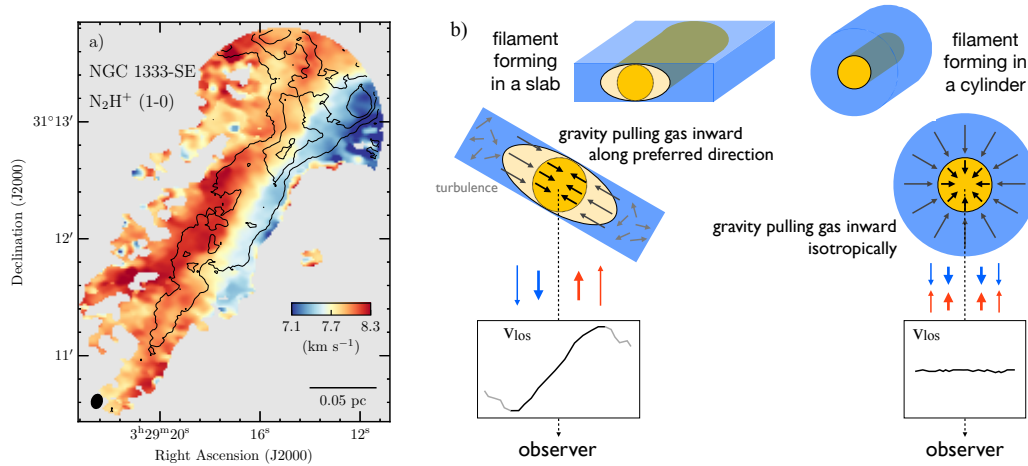 a)
NGC 1333-SE
N₂H⁺ (1-0)
31°13′
12′
11′
Declination (J2000)
7.1 7.7 8.3
(km s⁻¹)
0.05 pc
3ʰ29ᵐ20ˢ 16ˢ 12ˢ
Right Ascension (J2000)
b)
filament
forming
in a slab
filament
forming in
a cylinder
gravity pulling gas inward
along preferred direction
turbulence
gravity pulling gas inward
isotropically
vlos
observer
vlos
observer